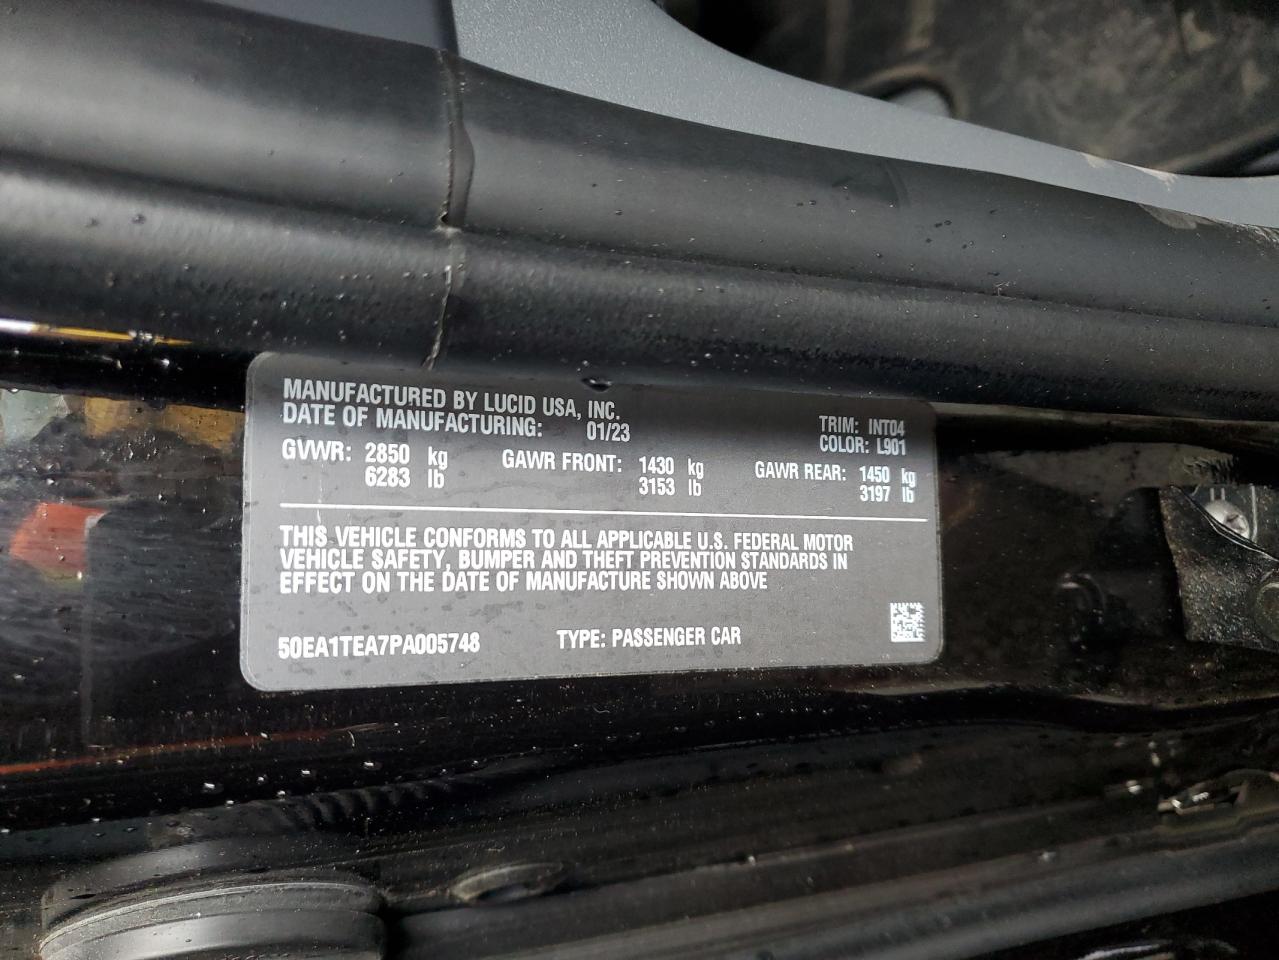 MANUFACTURED BY LUCID USA, INC.
DATE OF MANUFACTURING: 01/23
TRIM: INT04
COLOR: L901
GVWR: 2850 kg GAWR FRONT: 1430 kg GAWR REAR: 1450 kg
6283 lb 3153 lb 3197 lb
THIS VEHICLE CONFORMS TO ALL APPLICABLE U.S. FEDERAL MOTOR
VEHICLE SAFETY, BUMPER AND THEFT PREVENTION STANDARDS IN
EFFECT ON THE DATE OF MANUFACTURE SHOWN ABOVE
50EA1TEA7PA005748 TYPE: PASSENGER CAR